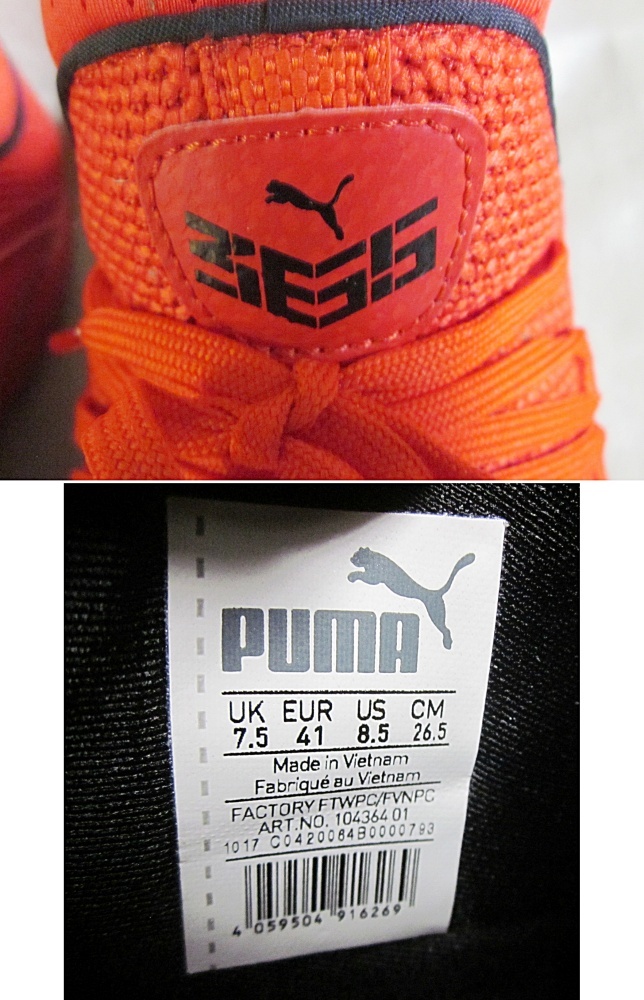 365
PUMA
UK EUR US CM
7.5 41 8.5 26.5
Made in Vietnam
Fabriqué au Vietnam
FACTORY FTWPC/FVNPC
ART.NO. 104364 01
1017 C0420064B0000793
4 059504 916269